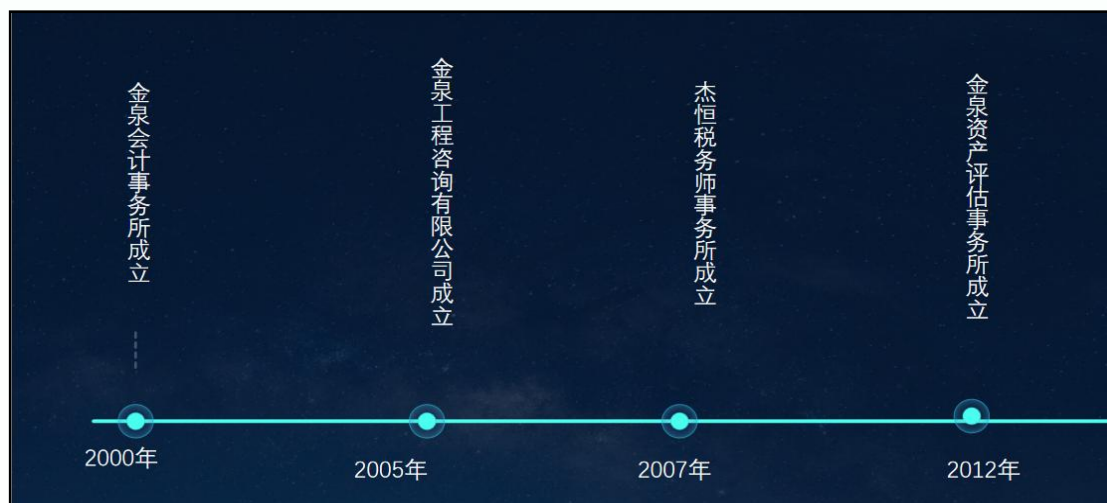 金泉会计事务所成立
金泉工程咨询有限公司成立
杰恒税务师事务所成立
金泉资产评估事务所成立
2000年
2005年
2007年
2012年